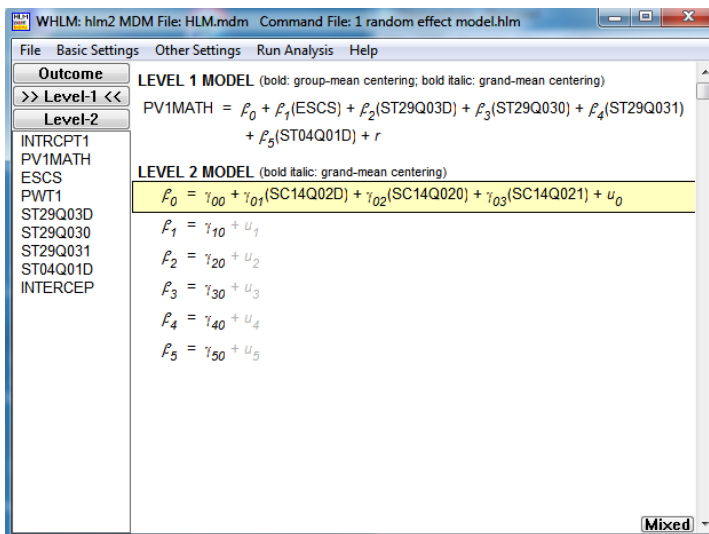 WHLM: hlm2 MDM File: HLM.mdm Command File: 1 random effect model.hlm
File Basic Settings Other Settings Run Analysis Help
Outcome
>> Level-1 <<
Level-2
INTRCPT1
PV1MATH
ESCS
PWT1
ST29Q03D
ST29Q030
ST29Q031
ST04Q01D
INTERCEP
LEVEL 1 MODEL (bold: group-mean centering; bold italic: grand-mean centering)
PV1MATH = β0 + β1(ESCS) + β2(ST29Q03D) + β3(ST29Q030) + β4(ST29Q031)
+ β5(ST04Q01D) + r
LEVEL 2 MODEL (bold italic: grand-mean centering)
β0 = γ00 + γ01(SC14Q02D) + γ02(SC14Q020) + γ03(SC14Q021) + u0
β1 = γ10 + u1
β2 = γ20 + u2
β3 = γ30 + u3
β4 = γ40 + u4
β5 = γ50 + u5
Mixed